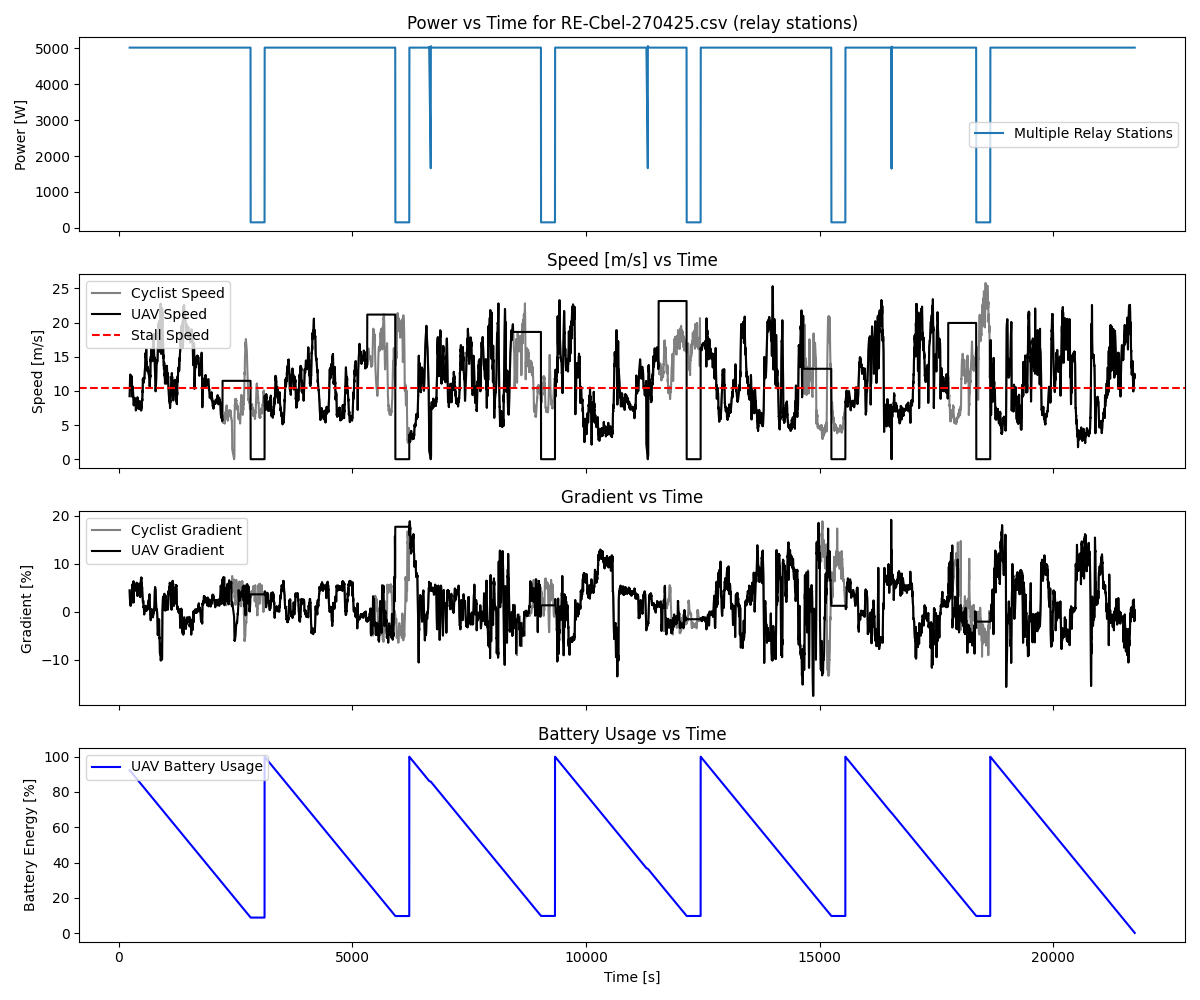 Power vs Time for RE-Cbel-270425.csv (relay stations)
5000
4000
3000
2000
1000
0
Power [W]
Multiple Relay Stations
Speed [m/s] vs Time
25
20
15
10
5
0
Speed [m/s]
Cyclist Speed
UAV Speed
Stall Speed
Gradient vs Time
20
10
0
−10
Gradient [%]
Cyclist Gradient
UAV Gradient
Battery Usage vs Time
100
80
60
40
20
0
Battery Energy [%]
UAV Battery Usage
0 5000 10000 15000 20000
Time [s]